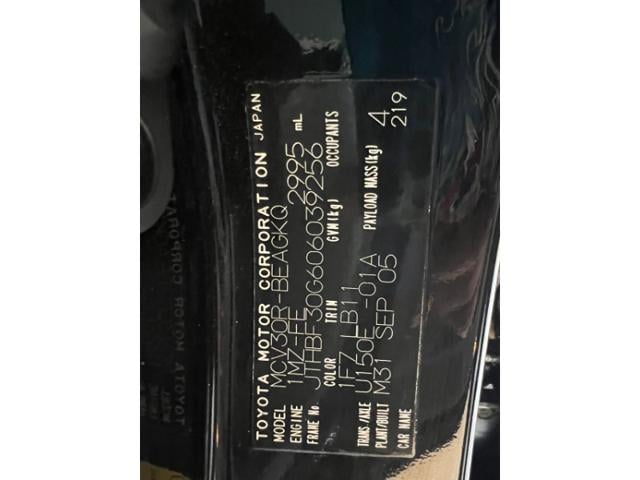 TOYOTA MOTOR CORPORATION JAPAN
MODEL MCV30R-BEAGKQ
ENGINE 1MZ-FE 2995 mL
FRAME No. JTHBF30G606039256
COLOR TRIM GVM(kg) OCCUPANTS
1F7 LB11 4
TRANS./AXLE U150E -01A PAYLOAD MASS(kg) 219
PLANT/BUILT M31 SEP 05
CAR NAME